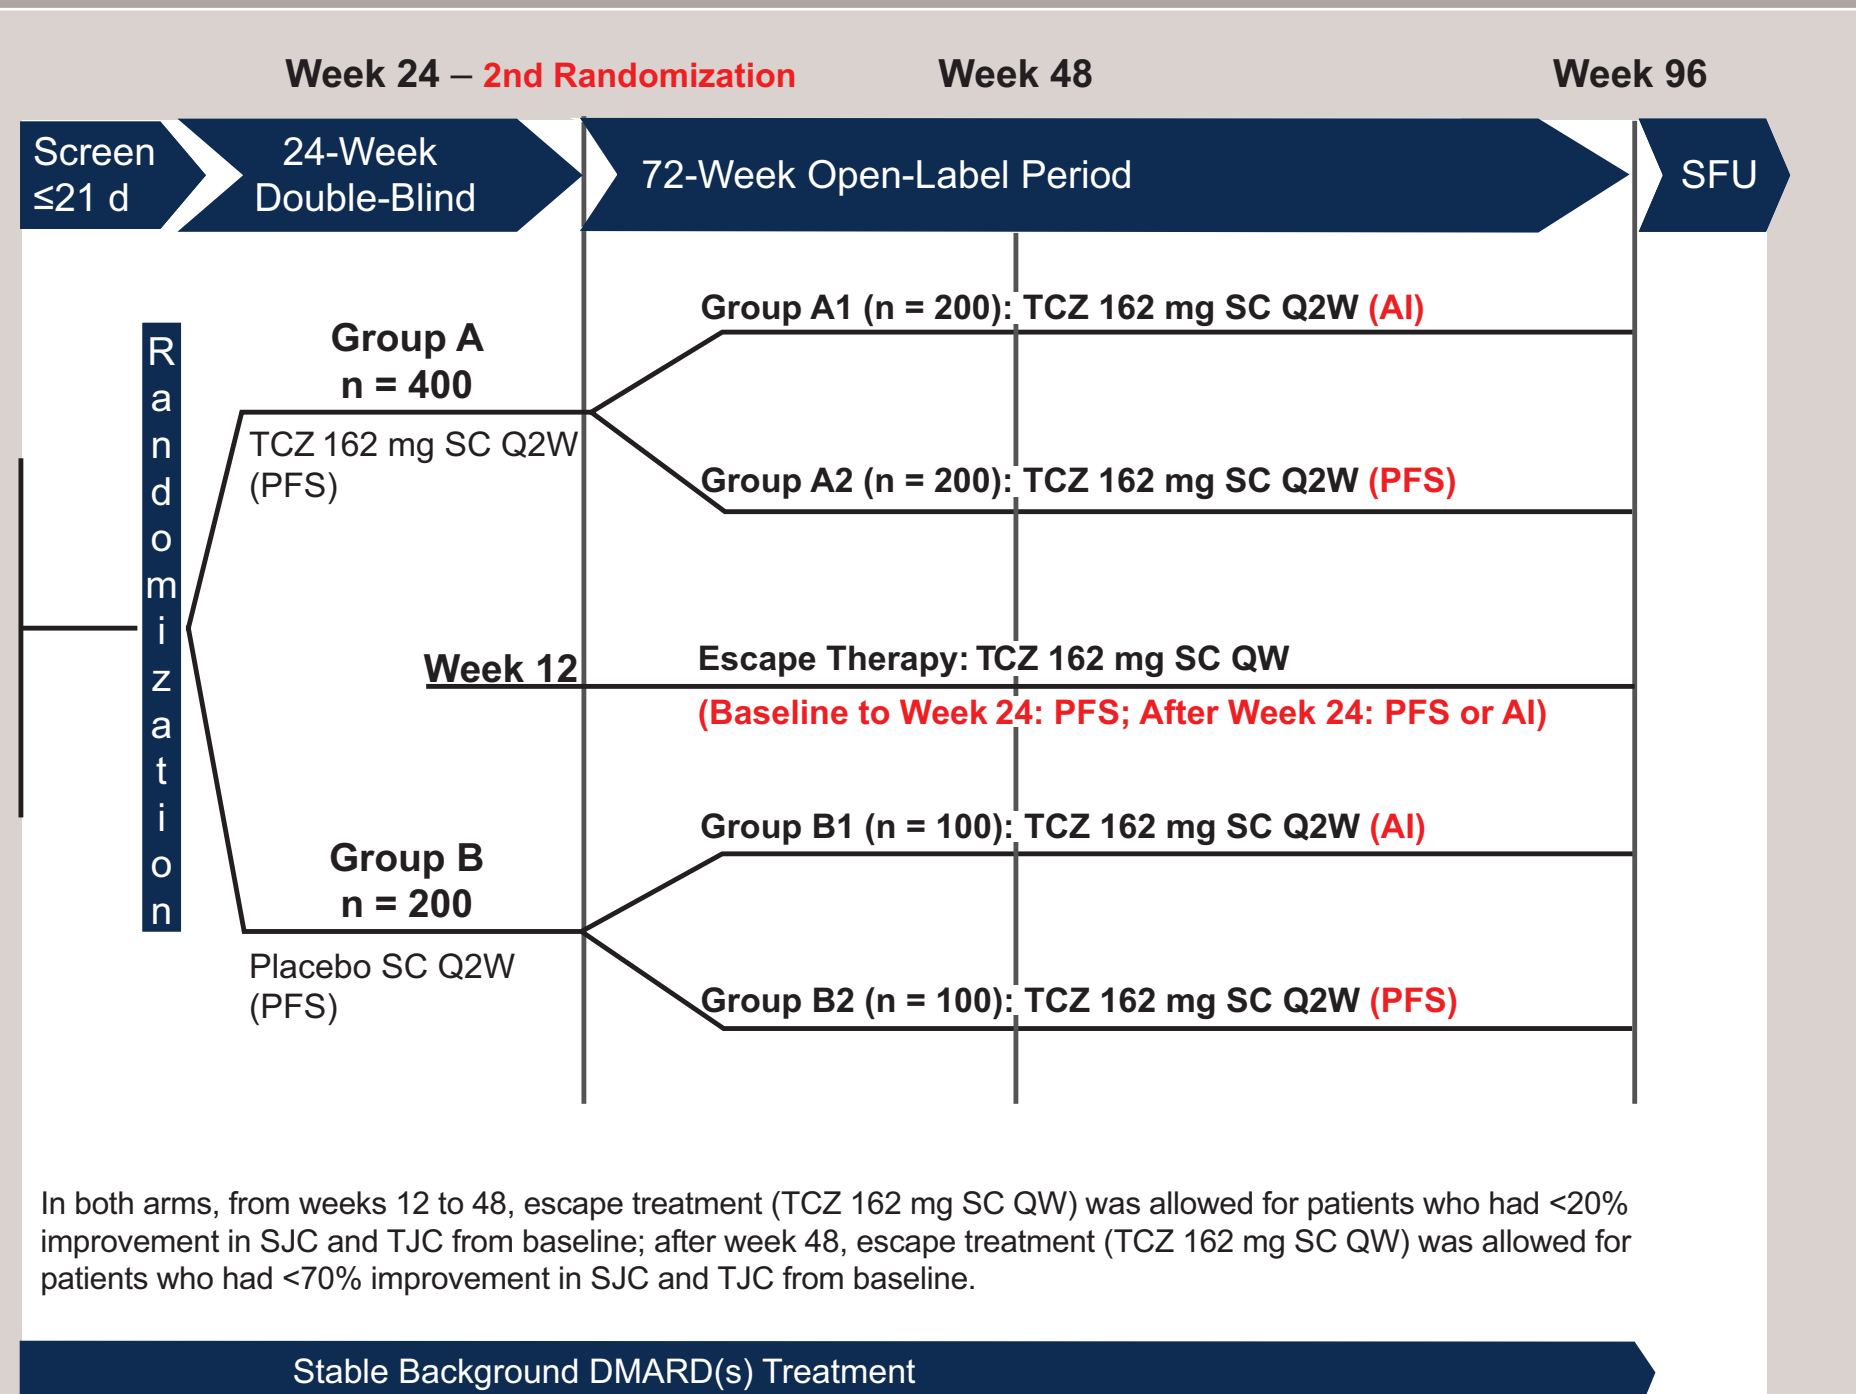 Week 24 – 2nd Randomization
Week 48
Week 96
Screen
≤21 d
24-Week
Double-Blind
72-Week Open-Label Period
SFU
Randomization
Group A
n = 400
TCZ 162 mg SC Q2W
(PFS)
Group A1 (n = 200): TCZ 162 mg SC Q2W (AI)
Group A2 (n = 200): TCZ 162 mg SC Q2W (PFS)
Week 12
Escape Therapy: TCZ 162 mg SC QW
(Baseline to Week 24: PFS; After Week 24: PFS or AI)
Group B
n = 200
Placebo SC Q2W
(PFS)
Group B1 (n = 100): TCZ 162 mg SC Q2W (AI)
Group B2 (n = 100): TCZ 162 mg SC Q2W (PFS)
In both arms, from weeks 12 to 48, escape treatment (TCZ 162 mg SC QW) was allowed for patients who had <20%
improvement in SJC and TJC from baseline; after week 48, escape treatment (TCZ 162 mg SC QW) was allowed for
patients who had <70% improvement in SJC and TJC from baseline.
Stable Background DMARD(s) Treatment